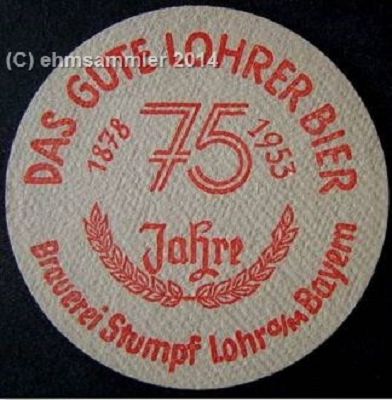 (C) ehmsammler 2014
DAS GUTE LOHRER BIER
1878 75 1953
Jahre
Brauerei Stumpf Lohr a/M Bayern